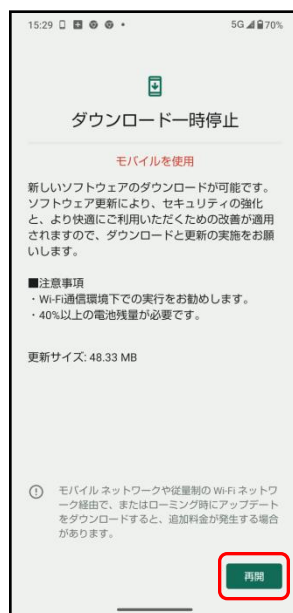 15:29 5G 70%
ダウンロード一時停止
モバイルを使用
新しいソフトウェアのダウンロードが可能です。
ソフトウェア更新により、セキュリティの強化
と、より快適にご利用いただくための改善が適用
されますので、ダウンロードと更新の実施をお願
いします。
■注意事項
・Wi-Fi通信環境下での実行をお勧めします。
・40%以上の電池残量が必要です。
更新サイズ: 48.33 MB
モバイル ネットワークや従量制の Wi-Fi ネットワ
ーク経由で、またはローミング時にアップデート
をダウンロードすると、追加料金が発生する場合
があります。
再開